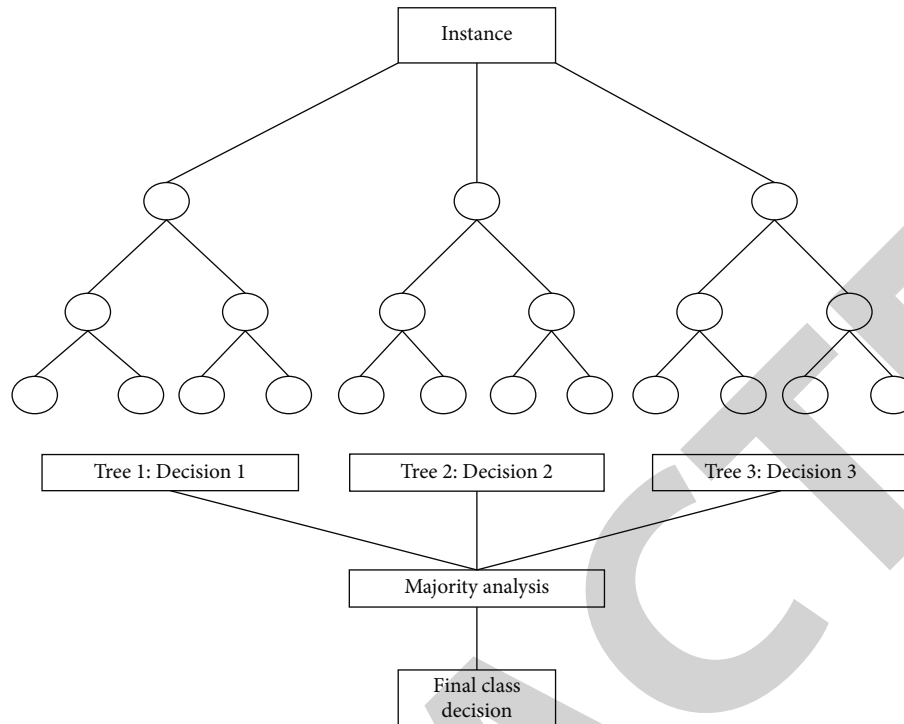 Instance
Tree 1: Decision 1
Tree 2: Decision 2
Tree 3: Decision 3
Majority analysis
Final class
decision